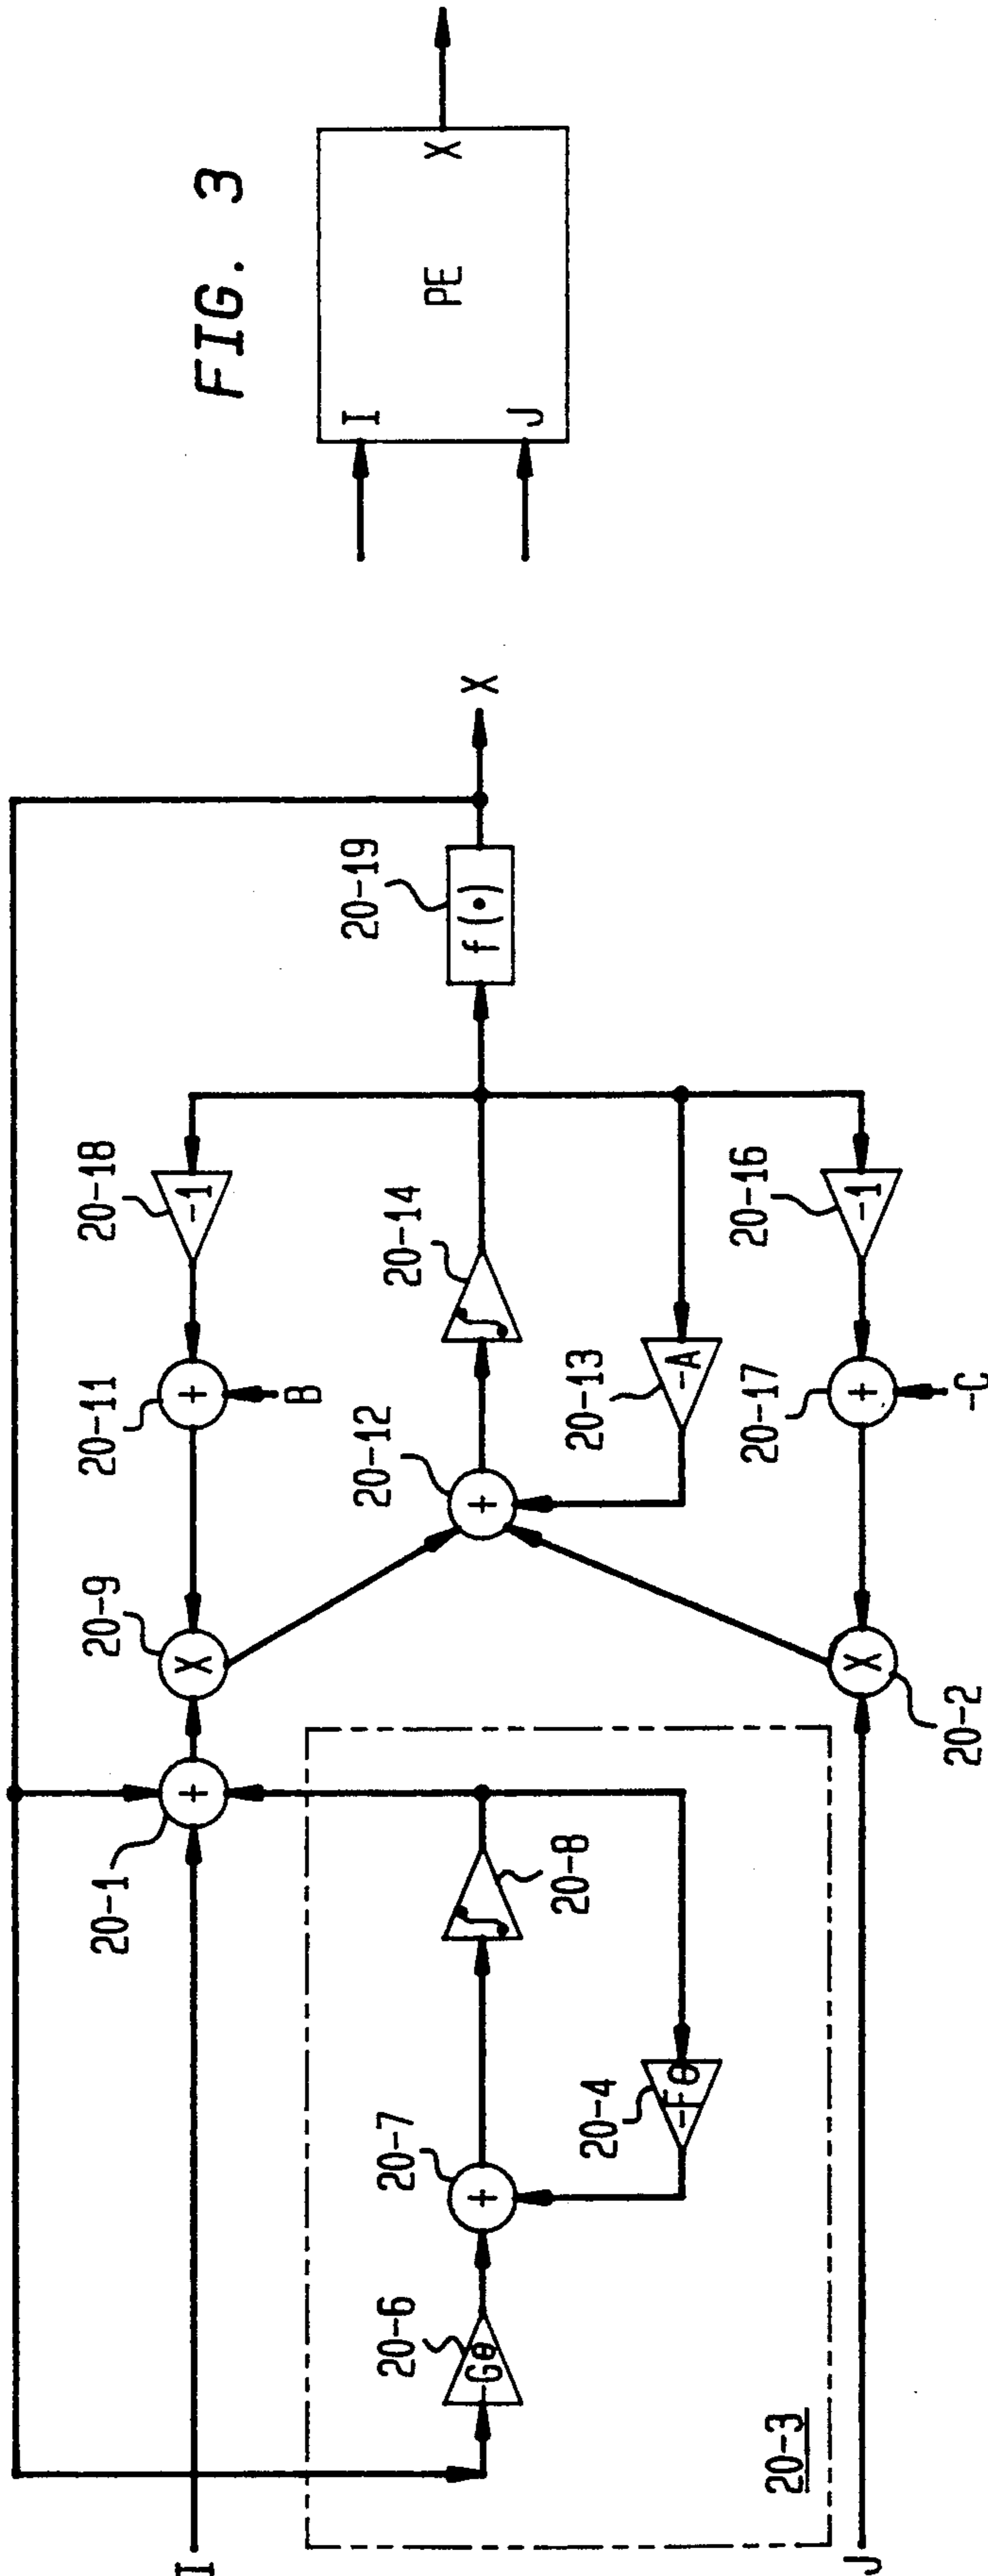 FIG. 3
I
J
PE
X
I
20-1
+
20-9
X
20-11
+
B
20-18
-1
20-3
20-6
-Gθ
20-7
+
20-8
∫
20-4
-Fθ
20-12
+
20-14
∫
20-13
-A
20-19
f(•)
X
J
20-2
X
20-17
+
-C
20-16
-1